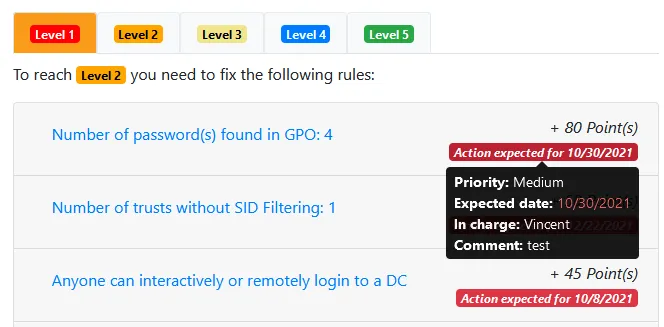 Level 1 Level 2 Level 3 Level 4 Level 5
To reach Level 2 you need to fix the following rules:
Number of password(s) found in GPO: 4 + 80 Point(s)
Action expected for 10/30/2021
Priority: Medium
Expected date: 10/30/2021
Number of trusts without SID Filtering: 1
In charge: Vincent
Comment: test
Anyone can interactively or remotely login to a DC + 45 Point(s)
Action expected for 10/8/2021